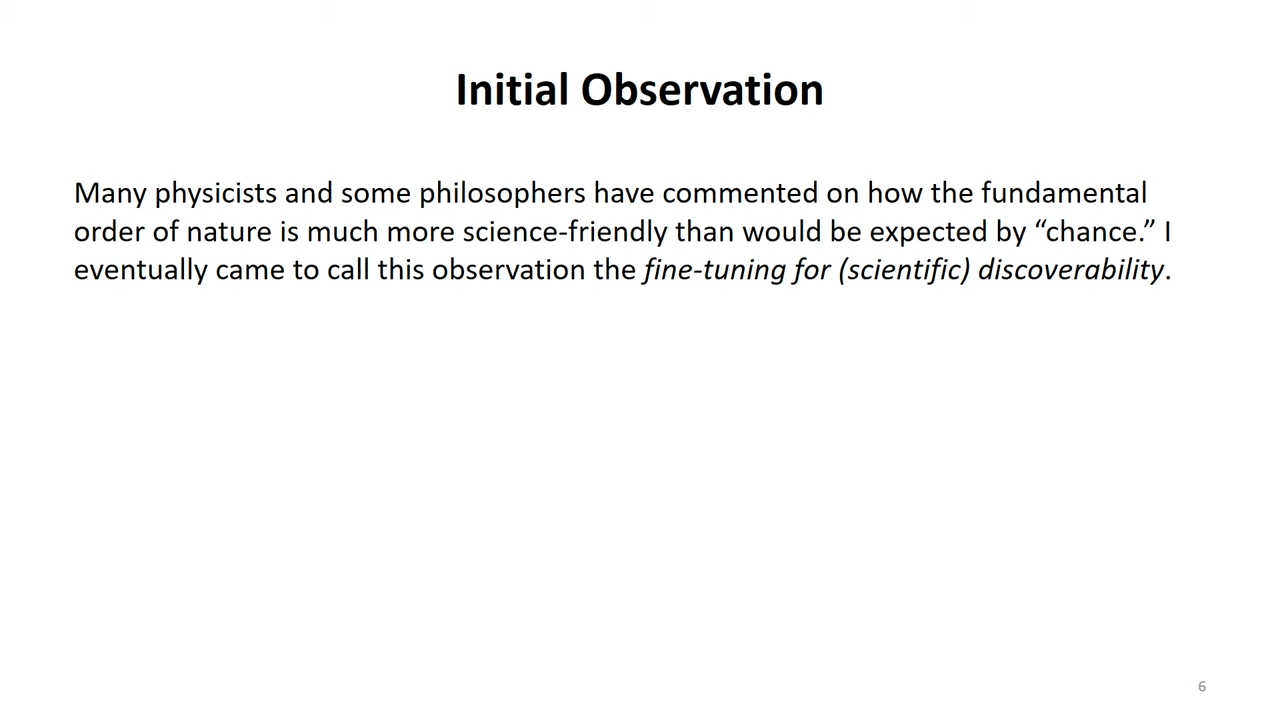 Initial Observation
Many physicists and some philosophers have commented on how the fundamental
order of nature is much more science-friendly than would be expected by “chance.” I
eventually came to call this observation the fine-tuning for (scientific) discoverability.
6